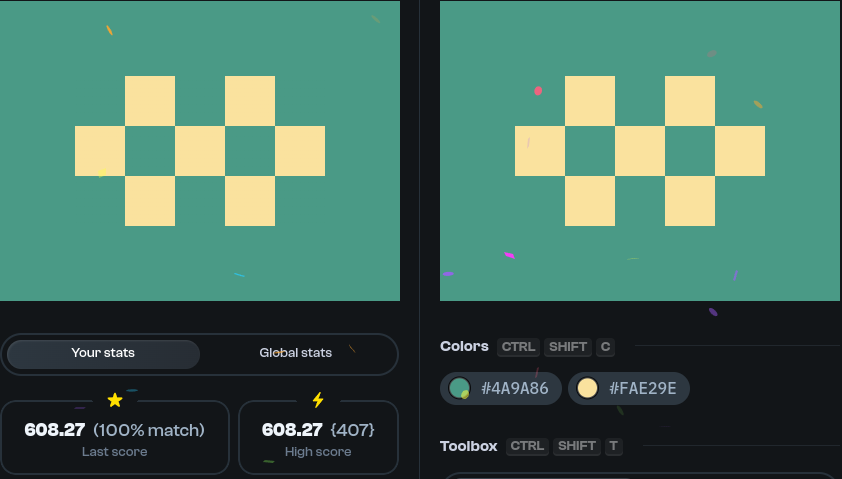 Your stats
Global stats
608.27 (100% match)
Last score
608.27 {407}
High score
Colors CTRL SHIFT C
#4A9A86
#FAE29E
Toolbox CTRL SHIFT T